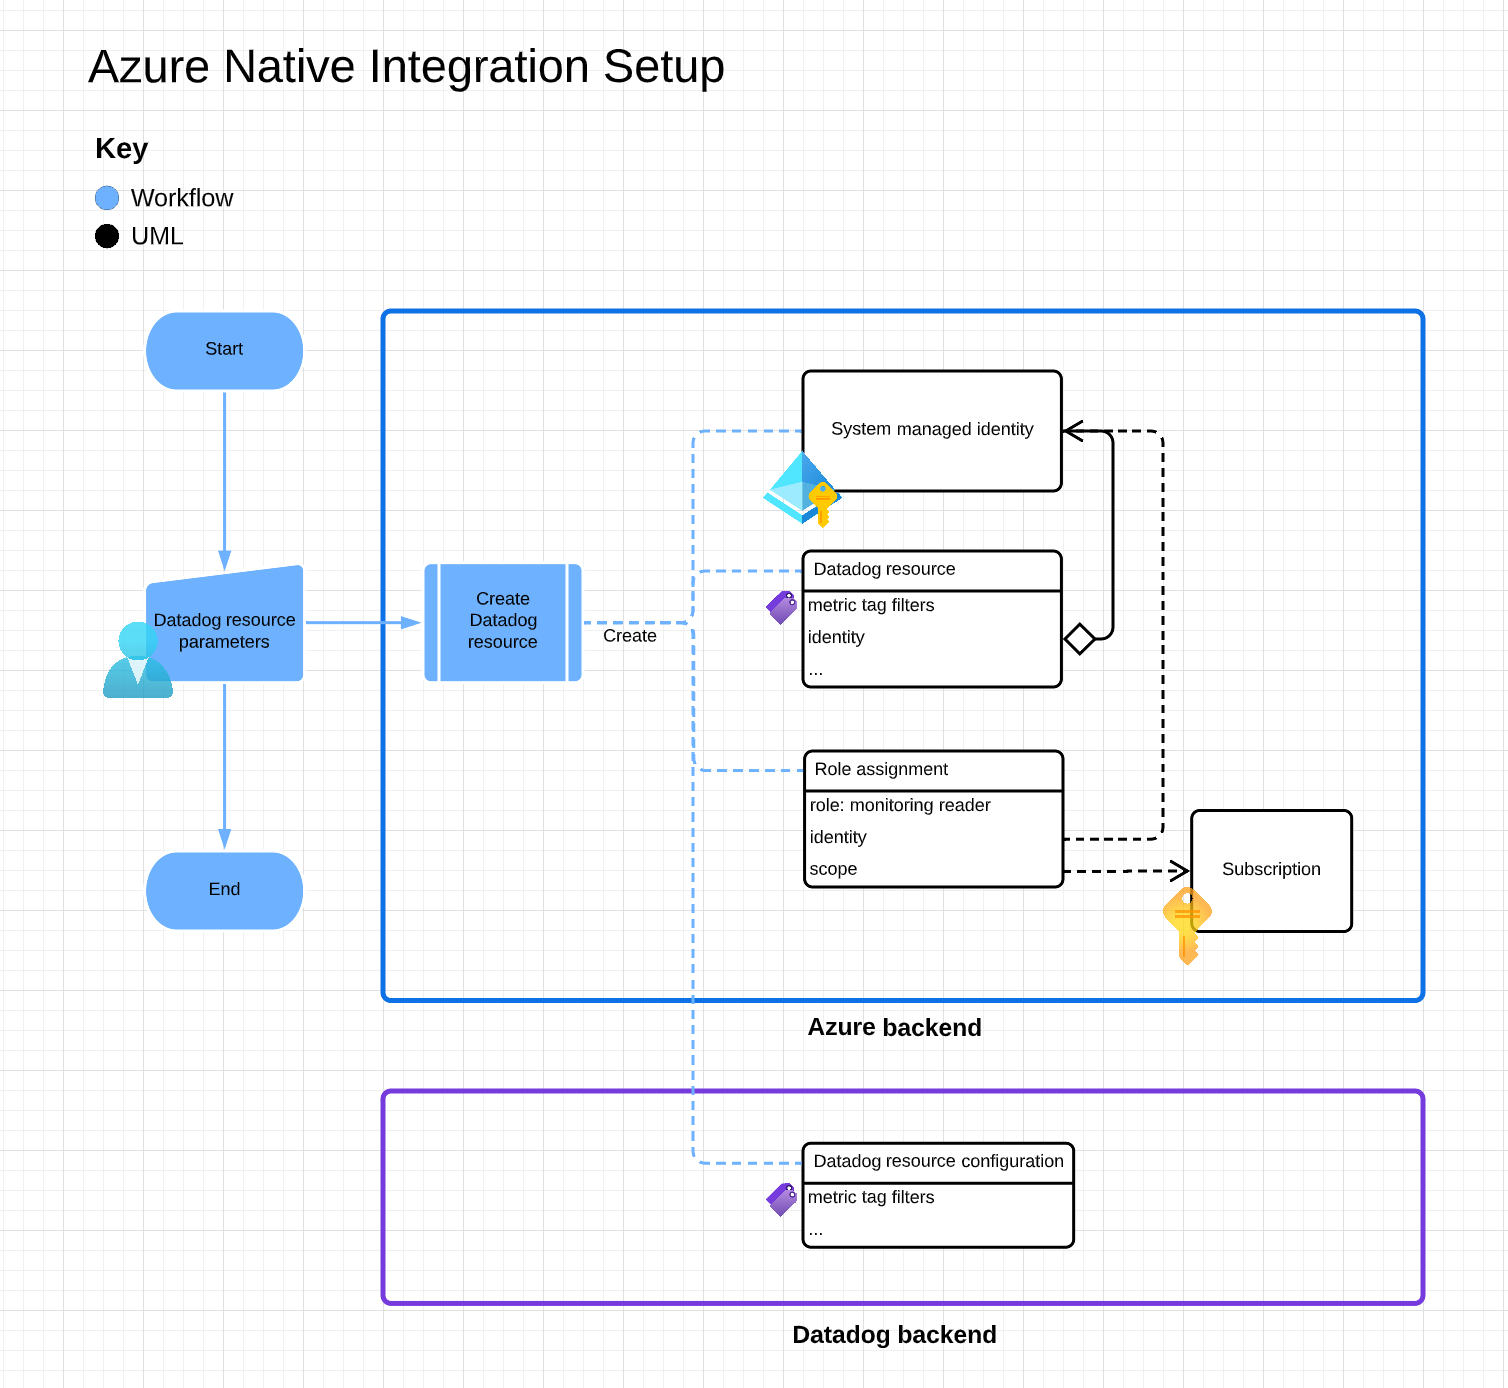 Azure Native Integration Setup
Key
Workflow
UML
Start
Datadog resource
parameters
End
Create
Datadog
resource
Create
System managed identity
Datadog resource
metric tag filters
identity
...
Role assignment
role: monitoring reader
identity
scope
Subscription
Azure backend
Datadog resource configuration
metric tag filters
...
Datadog backend